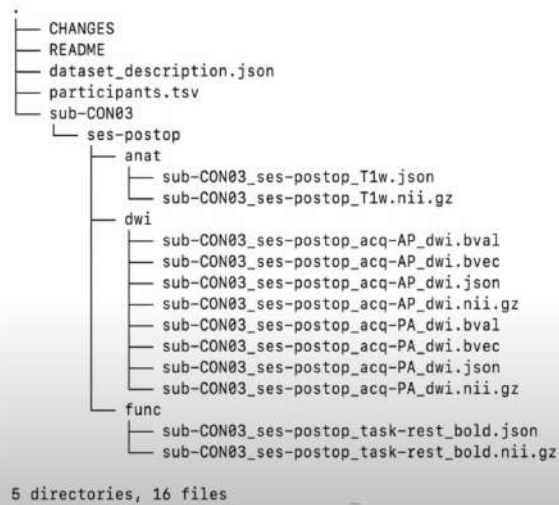 .
├── CHANGES
├── README
├── dataset_description.json
├── participants.tsv
└── sub-CON03
    └── ses-postop
        ├── anat
        │   ├── sub-CON03_ses-postop_T1w.json
        │   └── sub-CON03_ses-postop_T1w.nii.gz
        ├── dwi
        │   ├── sub-CON03_ses-postop_acq-AP_dwi.bval
        │   ├── sub-CON03_ses-postop_acq-AP_dwi.bvec
        │   ├── sub-CON03_ses-postop_acq-AP_dwi.json
        │   ├── sub-CON03_ses-postop_acq-AP_dwi.nii.gz
        │   ├── sub-CON03_ses-postop_acq-PA_dwi.bval
        │   ├── sub-CON03_ses-postop_acq-PA_dwi.bvec
        │   ├── sub-CON03_ses-postop_acq-PA_dwi.json
        │   └── sub-CON03_ses-postop_acq-PA_dwi.nii.gz
        └── func
            ├── sub-CON03_ses-postop_task-rest_bold.json
            └── sub-CON03_ses-postop_task-rest_bold.nii.gz

5 directories, 16 files